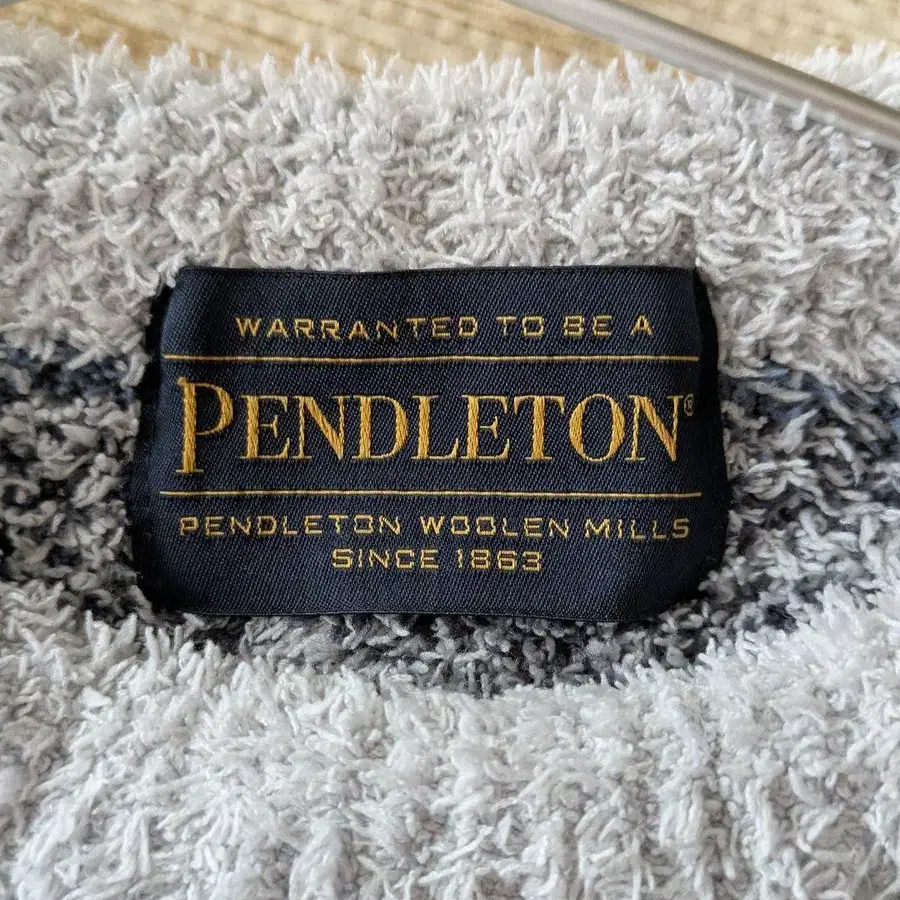 WARRANTED TO BE A
PENDLETON®
PENDLETON WOOLEN MILLS
SINCE 1863